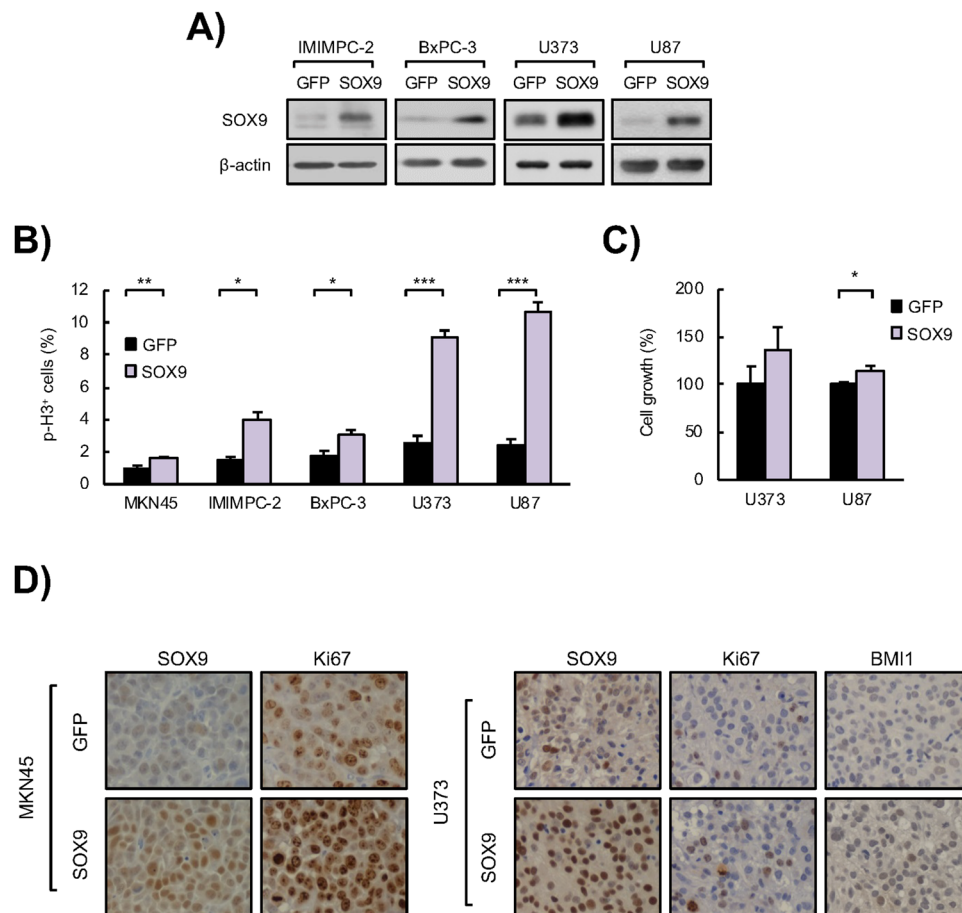 A)
IMIMPC-2 BxPC-3 U373 U87
GFP SOX9 GFP SOX9 GFP SOX9 GFP SOX9
SOX9
β-actin
B)
** * * *** ***
p-H3⁺ cells (%)
12
10
8
6
4
2
0
GFP
SOX9
MKN45 IMIMPC-2 BxPC-3 U373 U87
C)
*
Cell growth (%)
200
150
100
50
0
GFP
SOX9
U373 U87
D)
SOX9 Ki67
MKN45
GFP
SOX9
SOX9 Ki67 BMI1
U373
GFP
SOX9